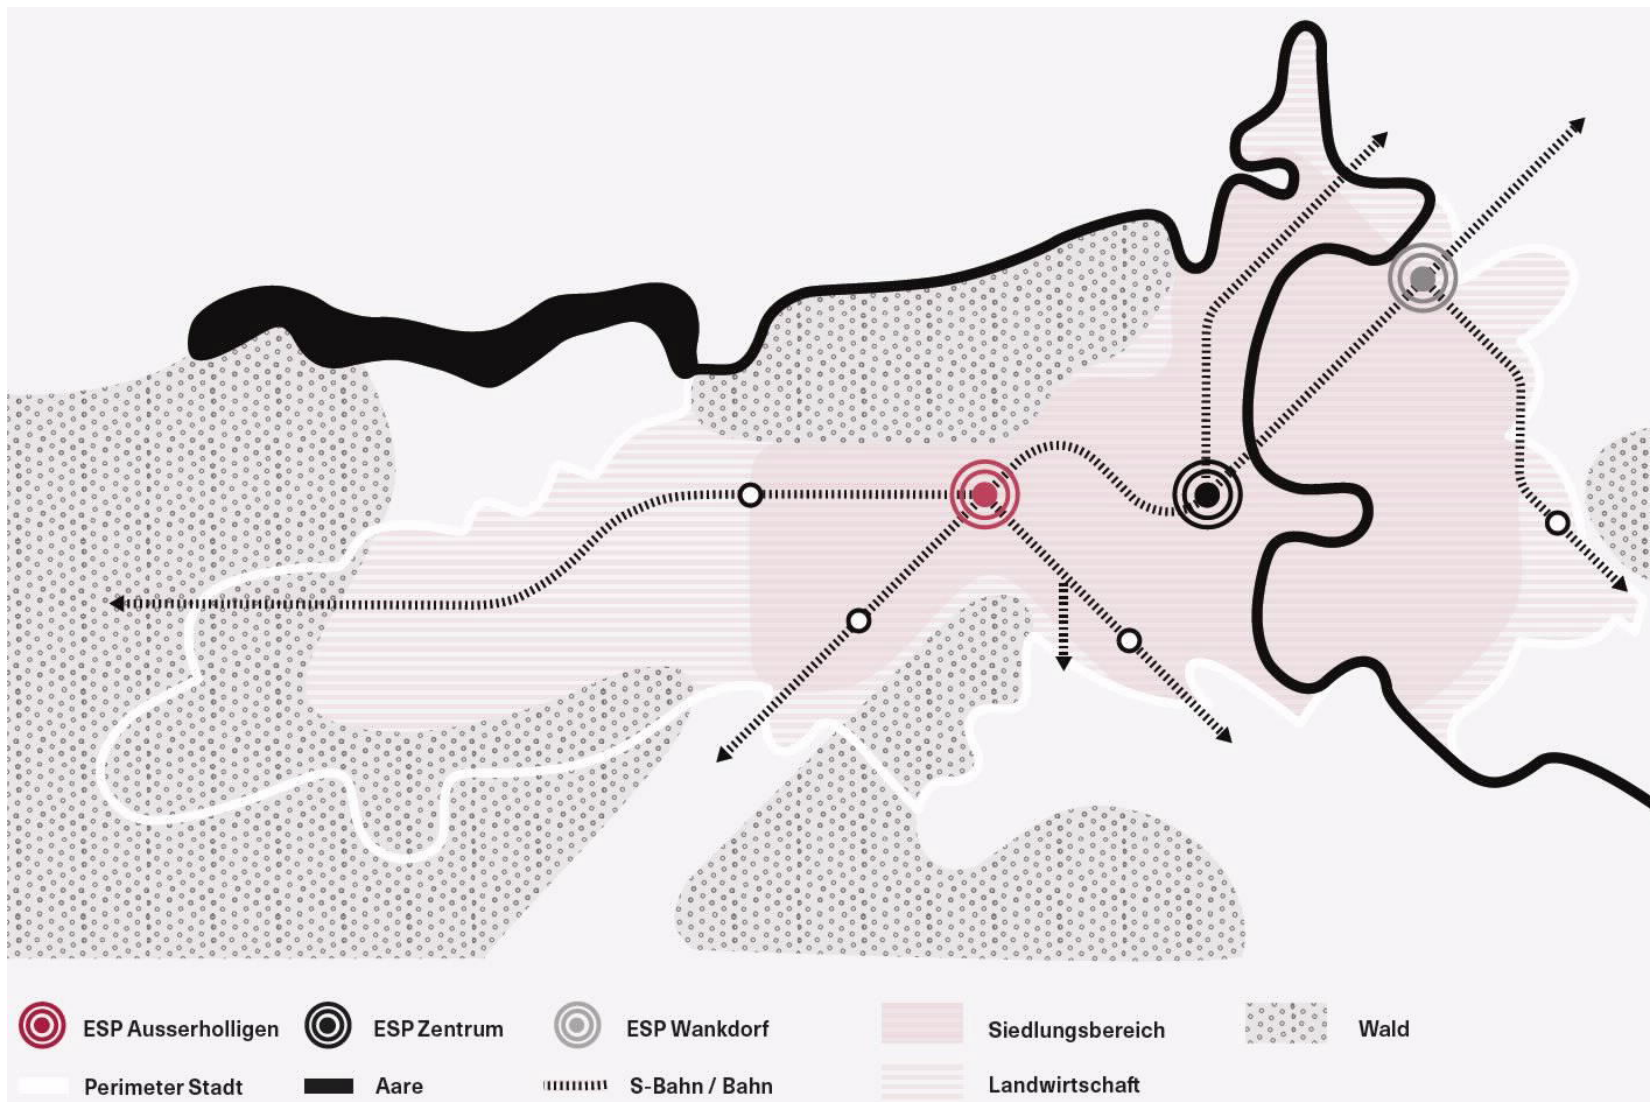 ESP Ausserholligen
ESP Zentrum
ESP Wankdorf
Siedlungsbereich
Wald
Perimeter Stadt
Aare
S-Bahn / Bahn
Landwirtschaft